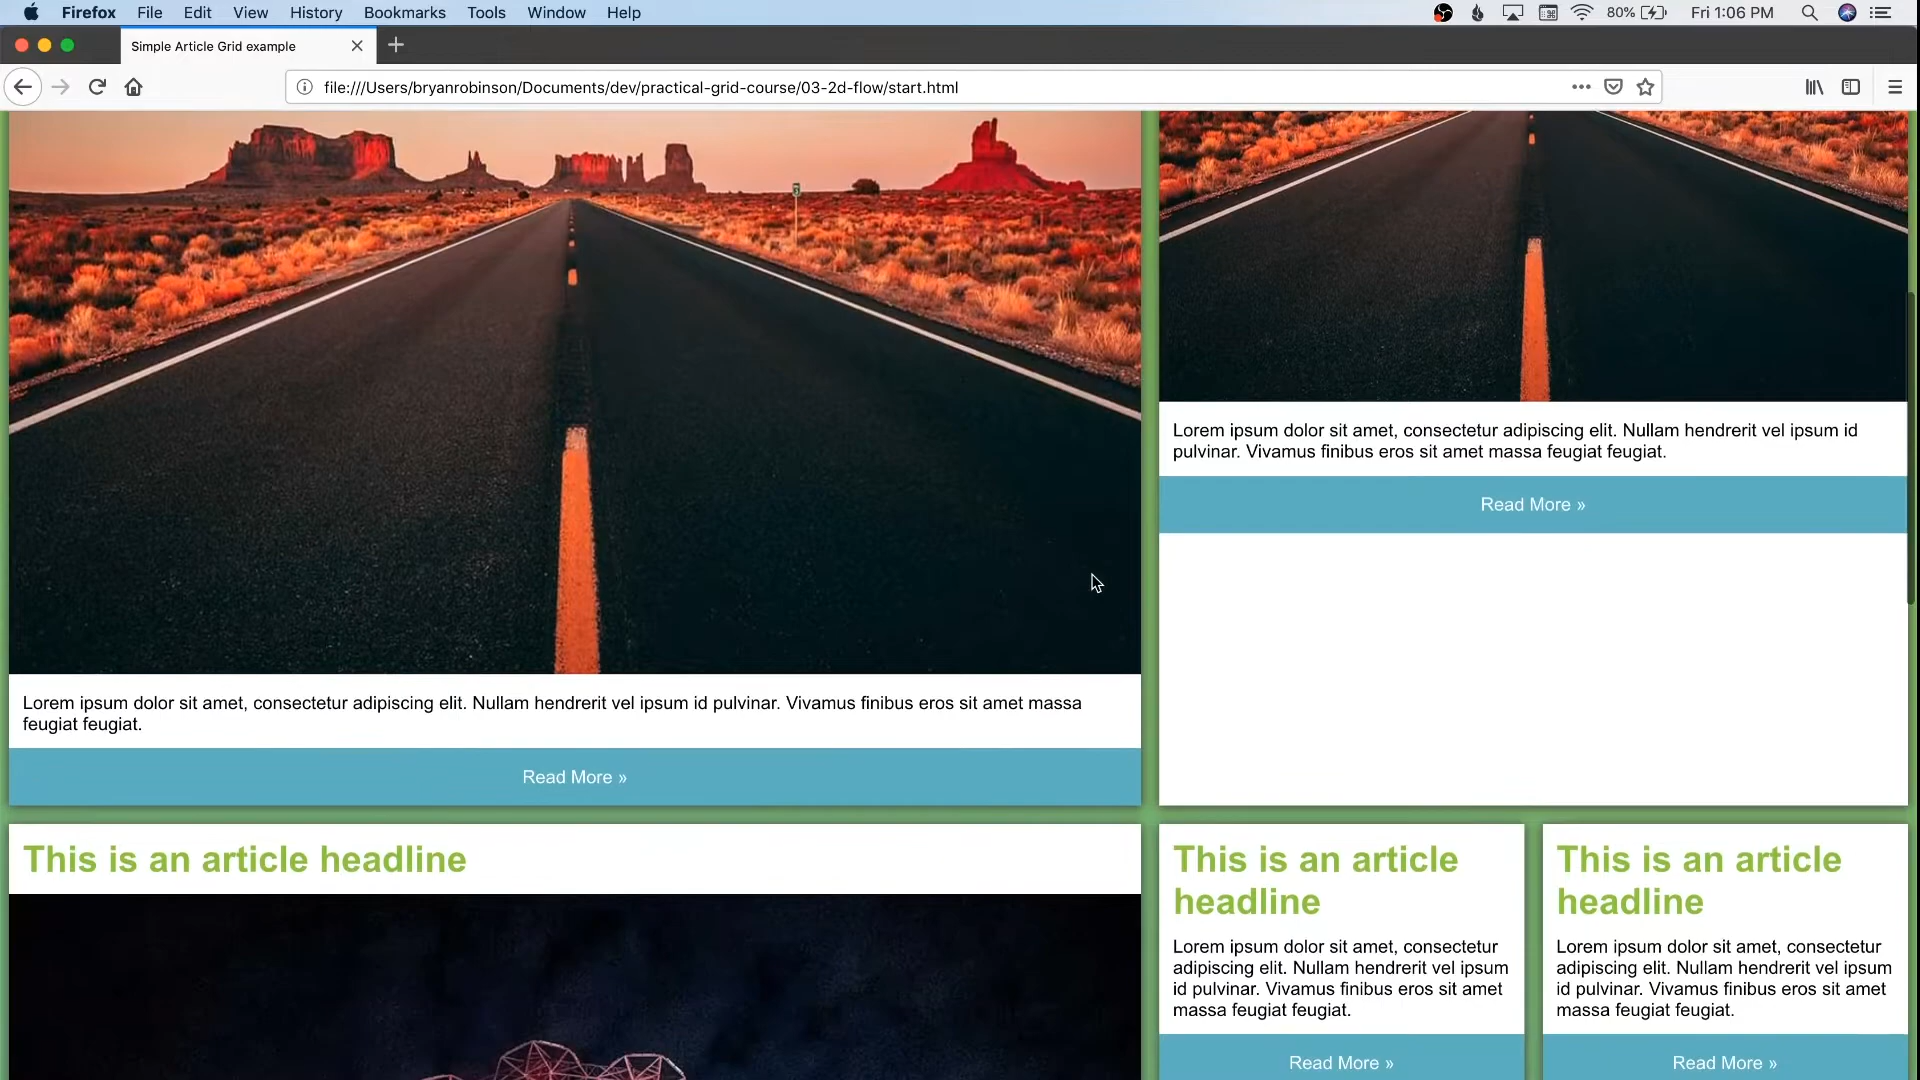 Firefox File Edit View History Bookmarks Tools Window Help 80% Fri 1:06 PM
Simple Article Grid example
file:///Users/bryanrobinson/Documents/dev/practical-grid-course/03-2d-flow/start.html
Lorem ipsum dolor sit amet, consectetur adipiscing elit. Nullam hendrerit vel ipsum id
pulvinar. Vivamus finibus eros sit amet massa feugiat feugiat.
Read More »
Lorem ipsum dolor sit amet, consectetur adipiscing elit. Nullam hendrerit vel ipsum id pulvinar. Vivamus finibus eros sit amet massa
feugiat feugiat.
Read More »
This is an article headline
This is an article
headline
Lorem ipsum dolor sit amet, consectetur
adipiscing elit. Nullam hendrerit vel ipsum
id pulvinar. Vivamus finibus eros sit amet
massa feugiat feugiat.
Read More »
This is an article
headline
Lorem ipsum dolor sit amet, consectetur
adipiscing elit. Nullam hendrerit vel ipsum
id pulvinar. Vivamus finibus eros sit amet
massa feugiat feugiat.
Read More »